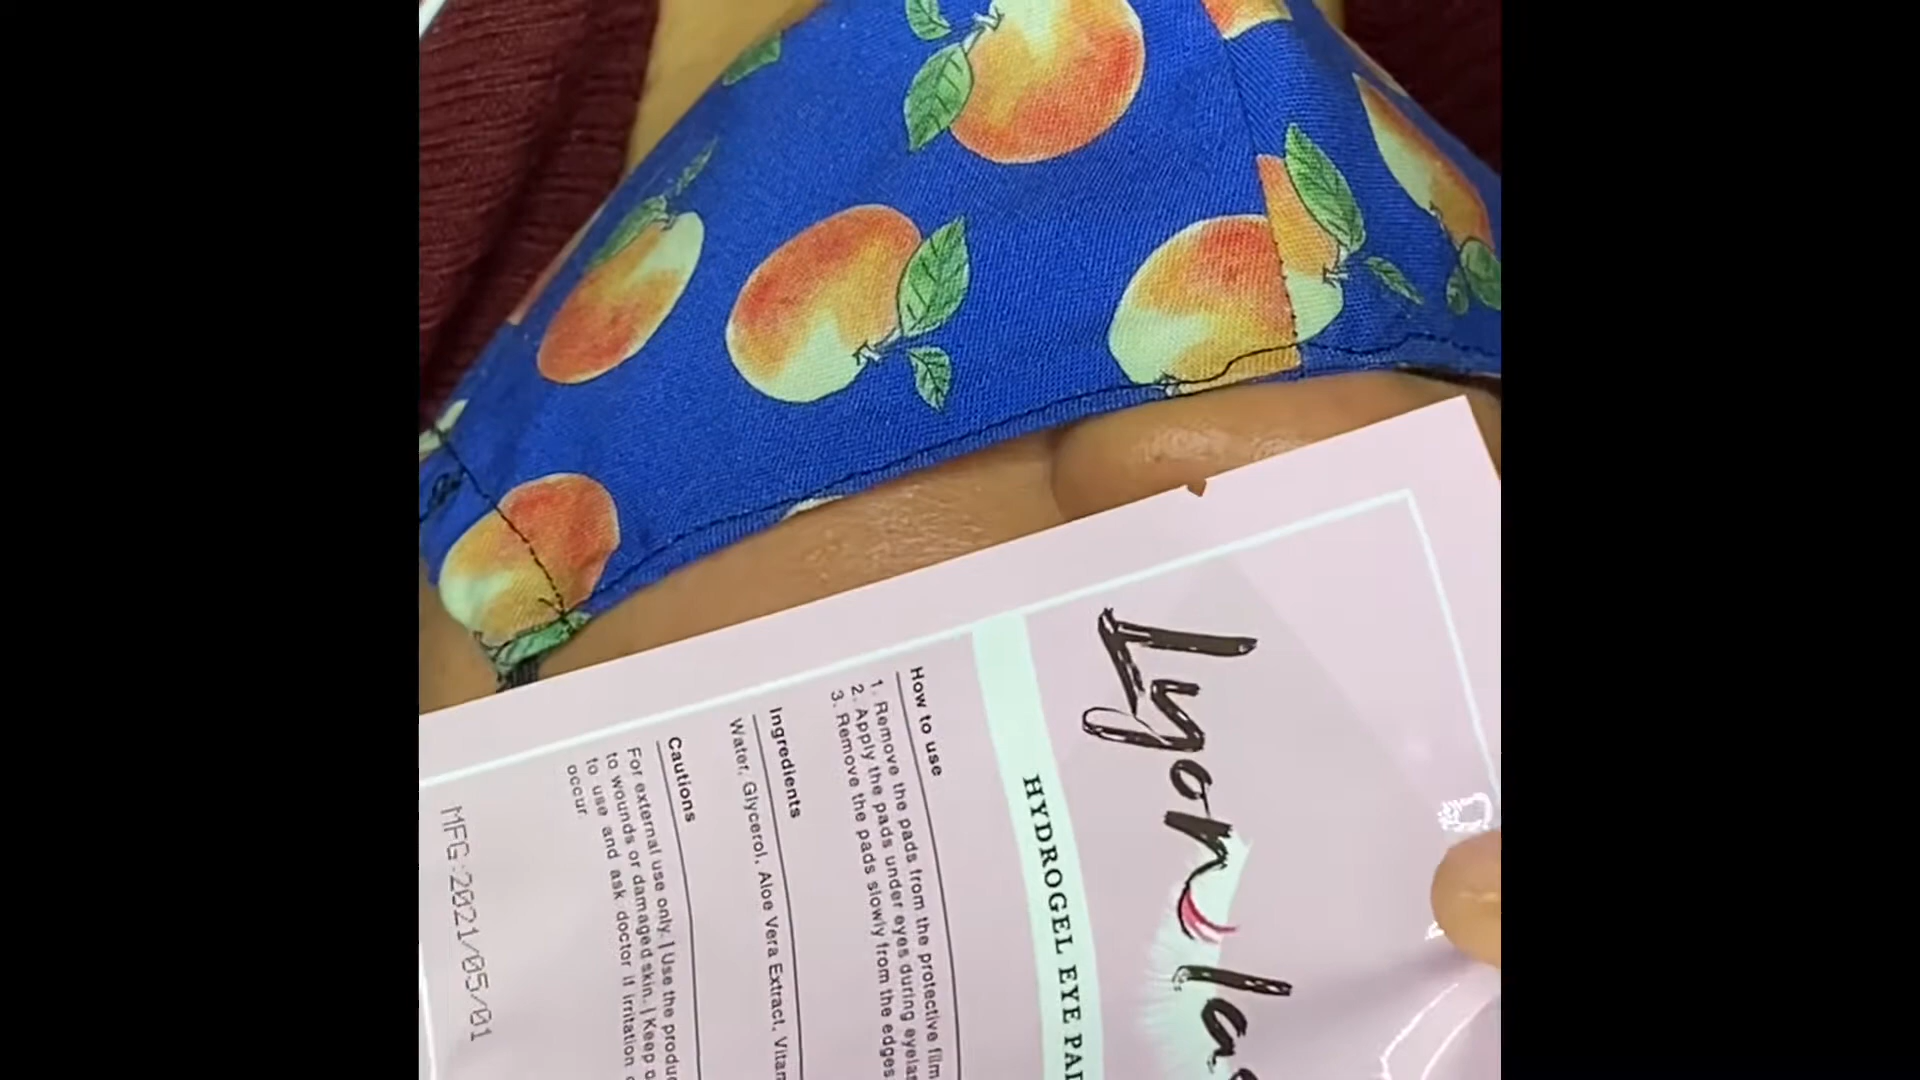 Lyon las
HYDROGEL EYE PAD
How to use
1. Remove the pads from the protective film
2. Apply the pads under eyes during eyelas
3. Remove the pads slowly from the edges
Ingredients
Water, Glycerol, Aloe Vera Extract, Vitam
Cautions
For external use only. | Use the produc
to wounds or damaged skin. | Keep o
to use and ask doctor if irritation o
occur.
MFG:2021/05/01